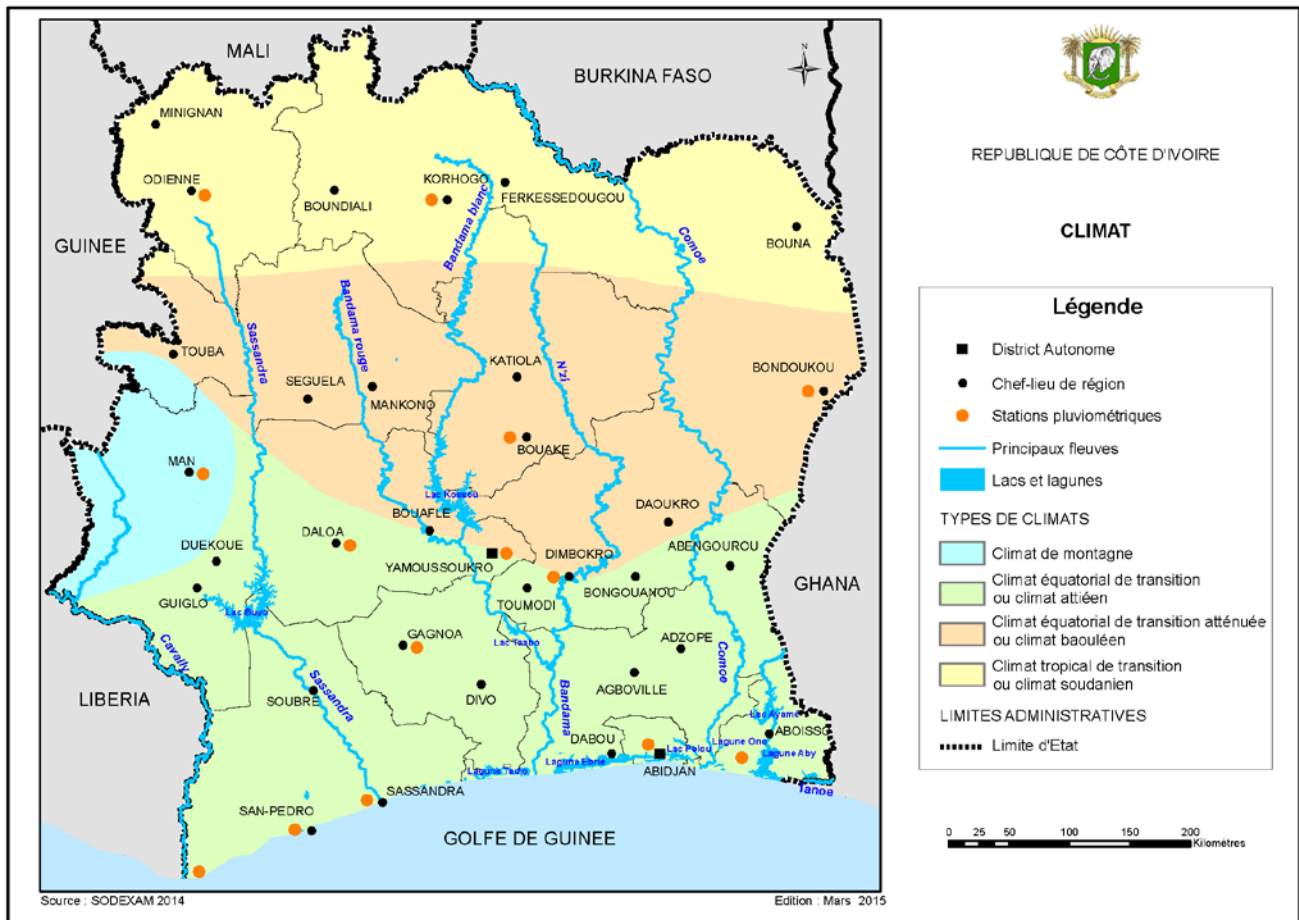 MALI
BURKINA FASO
N
MINIGNAN
ODIENNE
BOUNDIALI
KORHOGO
FERKESSEDOUGOU
Bandama blanc
Comoe
BOUNA
GUINEE
Bandama rouge
Sassandra
TOUBA
SEGUELA
MANKONO
KATIOLA
N'zi
BONDOUKOU
MAN
BOUAKE
Lac Kossou
BOUAFLE
DAOUKRO
DALOA
DUEKOUE
YAMOUSSOUKRO
DIMBOKRO
ABENGOUROU
GHANA
GUIGLO
Lac Buyo
TOUMODI
BONGOUANOU
GAGNOA
Lac Taabo
ADZOPE
Cavally
LIBERIA
Sassandra
SOUBRE
DIVO
Bandama
AGBOVILLE
Comoe
DABOU
Lac Ayame
ABOISSO
Lagune Ono
Lagune Aby
Lac Pelou
Lagune Ebrie
Lagune Tadio
ABIDJAN
Tanoe
SAN-PEDRO
SASSANDRA
GOLFE DE GUINEE
Source : SODEXAM 2014
Edition : Mars 2015
REPUBLIQUE DE CÔTE D'IVOIRE
CLIMAT
Légende
District Autonome
Chef-lieu de région
Stations pluviométriques
Principaux fleuves
Lacs et lagunes
TYPES DE CLIMATS
Climat de montagne
Climat équatorial de transition
ou climat attiéen
Climat équatorial de transition atténuée
ou climat baouléen
Climat tropical de transition
ou climat soudanien
LIMITES ADMINISTRATIVES
Limite d'Etat
0 25 50 100 150 200
Kilométres